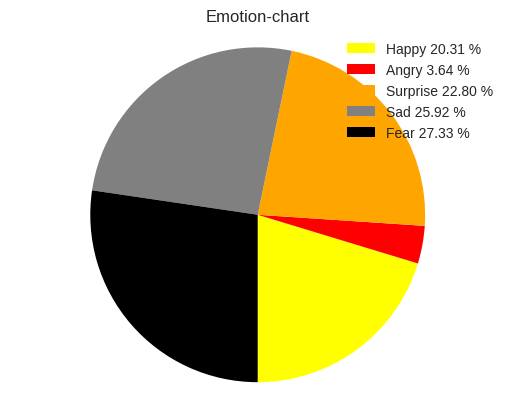 Emotion-chart
Happy 20.31 %
Angry 3.64 %
Surprise 22.80 %
Sad 25.92 %
Fear 27.33 %